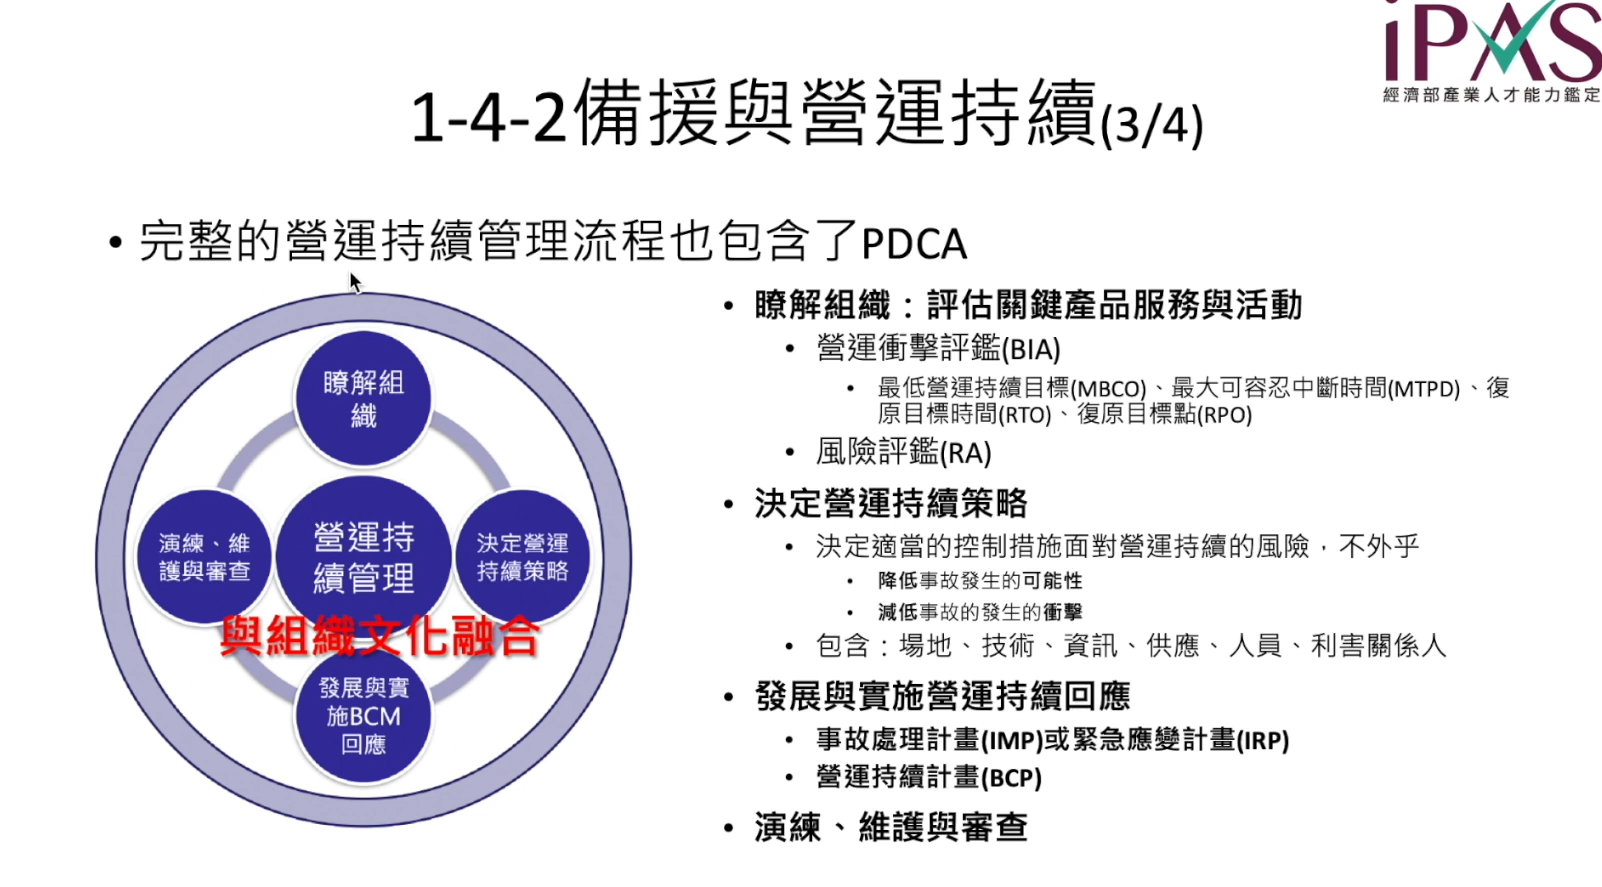 iPAS
經濟部產業人才能力鑑定
1-4-2備援與營運持續(3/4)
• 完整的營運持續管理流程也包含了PDCA
瞭解組
織
演練、維
護與審查
營運持
續管理
決定營運
持續策略
與組織文化融合
發展與實
施BCM
回應
• 瞭解組織：評估關鍵產品服務與活動
• 營運衝擊評鑑(BIA)
• 最低營運持續目標(MBCO)、最大可容忍中斷時間(MTPD)、復
原目標時間(RTO)、復原目標點(RPO)
• 風險評鑑(RA)
• 決定營運持續策略
• 決定適當的控制措施面對營運持續的風險，不外乎
• 降低事故發生的可能性
• 減低事故的發生的衝擊
• 包含：場地、技術、資訊、供應、人員、利害關係人
• 發展與實施營運持續回應
• 事故處理計畫(IMP)或緊急應變計畫(IRP)
• 營運持續計畫(BCP)
• 演練、維護與審查